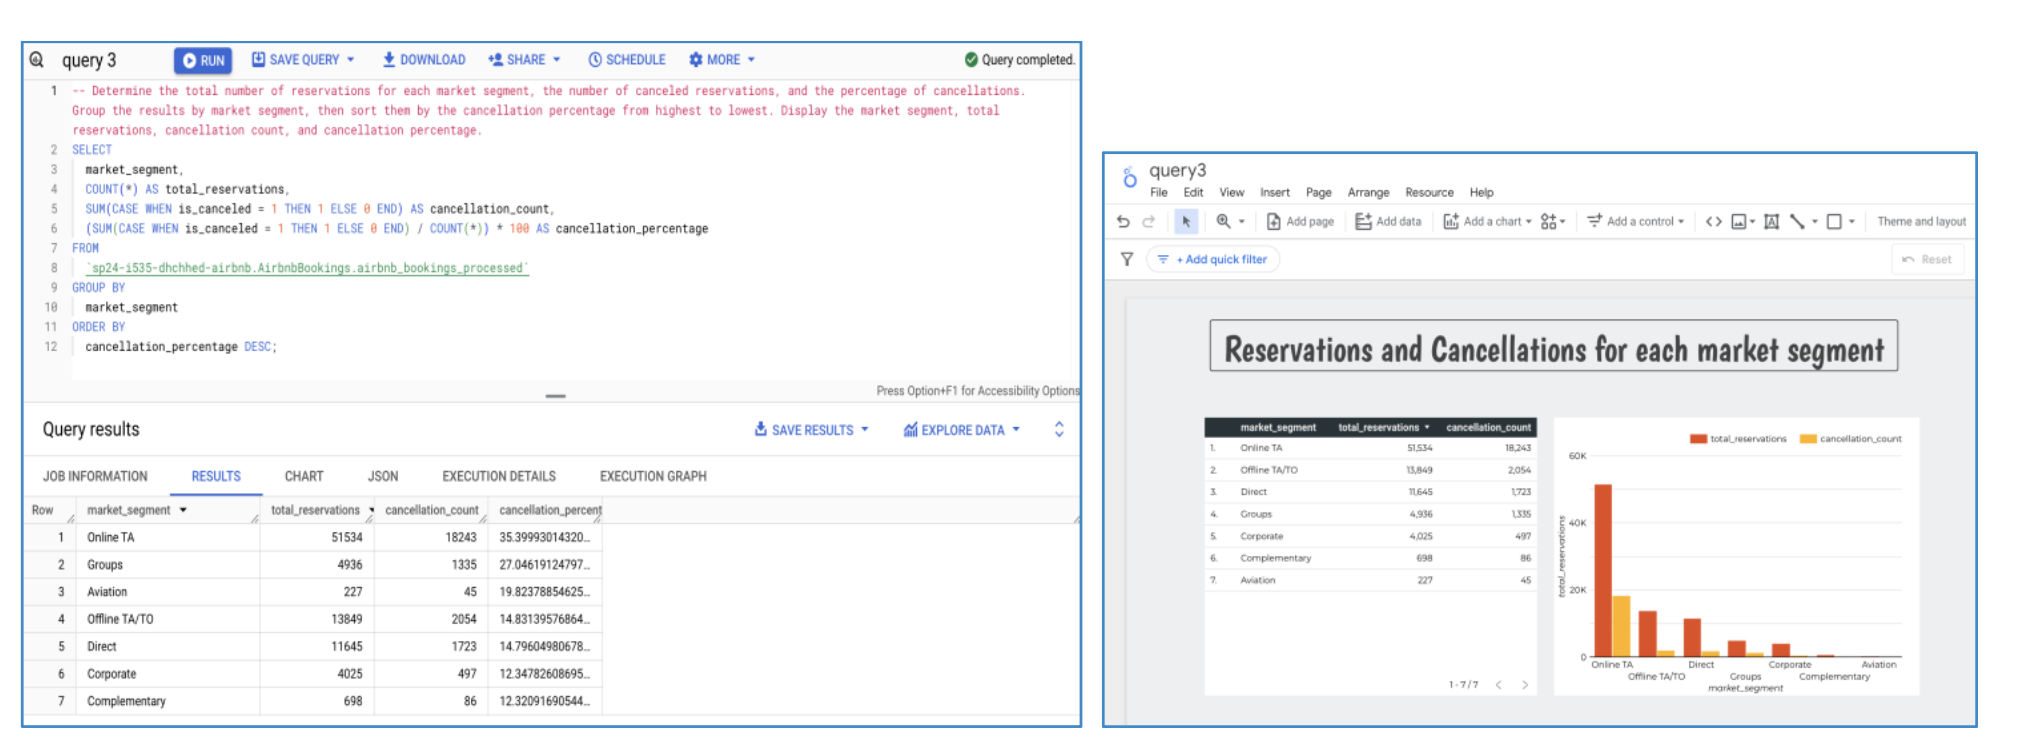 query 3 RUN SAVE QUERY DOWNLOAD SHARE SCHEDULE MORE Query completed.
1 -- Determine the total number of reservations for each market segment, the number of canceled reservations, and the percentage of cancellations.
Group the results by market segment, then sort them by the cancellation percentage from highest to lowest. Display the market segment, total
reservations, cancellation count, and cancellation percentage.
2 SELECT
3 market_segment,
4 COUNT(*) AS total_reservations,
5 SUM(CASE WHEN is_canceled = 1 THEN 1 ELSE 0 END) AS cancellation_count,
6 (SUM(CASE WHEN is_canceled = 1 THEN 1 ELSE 0 END) / COUNT(*)) * 100 AS cancellation_percentage
7 FROM
8 `sp24-i535-dhchhed-airbnb.AirbnbBookings.airbnb_bookings_processed`
9 GROUP BY
10 market_segment
11 ORDER BY
12 cancellation_percentage DESC;
Press Option+F1 for Accessibility Options
Query results SAVE RESULTS EXPLORE DATA
JOB INFORMATION RESULTS CHART JSON EXECUTION DETAILS EXECUTION GRAPH
Row market_segment total_reservations cancellation_count cancellation_percent
1 Online TA 51534 18243 35.39993014320...
2 Groups 4936 1335 27.04619124797...
3 Aviation 227 45 19.82378854625...
4 Offline TA/TO 13849 2054 14.83139576864...
5 Direct 11645 1723 14.79604980678...
6 Corporate 4025 497 12.34782608695...
7 Complementary 698 86 12.32091690544...
query3
File Edit View Insert Page Arrange Resource Help
Add page Add data Add a chart Add a control Theme and layout
+ Add quick filter Reset
Reservations and Cancellations for each market segment
market_segment total_reservations cancellation_count
1. Online TA 51,534 18,243
2. Offline TA/TO 13,849 2,054
3. Direct 11,645 1,723
4. Groups 4,936 1,335
5. Corporate 4,025 497
6. Complementary 698 86
7. Aviation 227 45
1-7/7
total_reservations cancellation_count
60K
40K
20K
0
total_reservations
Online TA Direct Corporate Aviation
Offline TA/TO Groups Complementary
market_segment